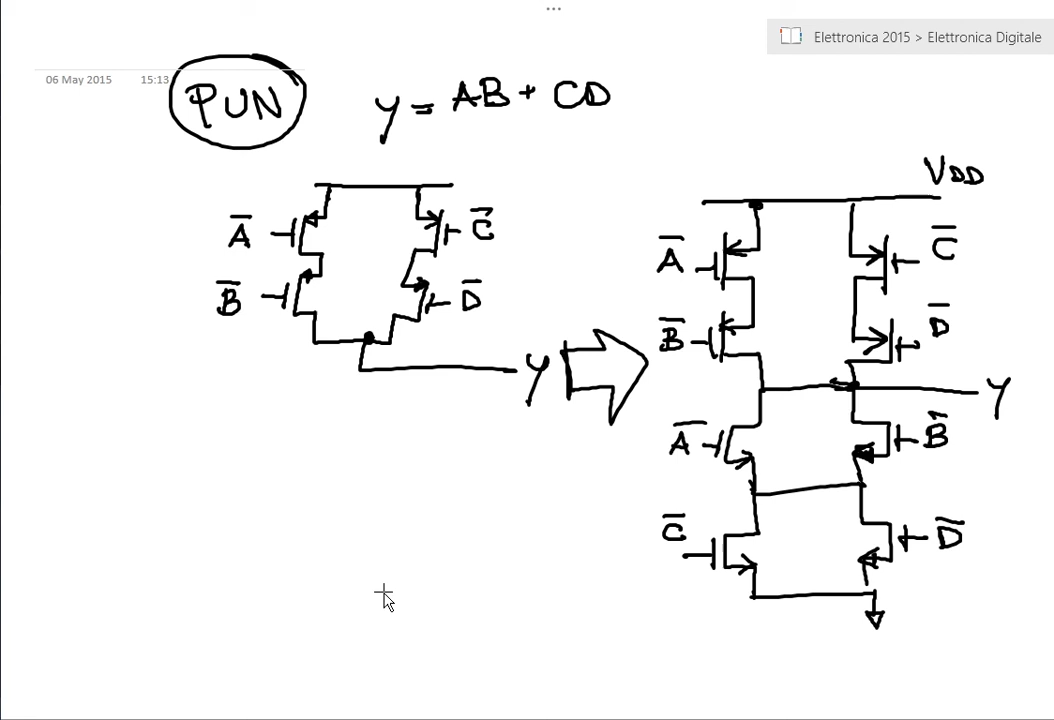 ...
Elettronica 2015 > Elettronica Digitale
06 May 2015 15:13
PUN
Y = AB + CD
VDD
A̅ C̅
B̅ D̅
Y
A̅ C̅
B̅ D̅
Y
A̅ B̅
C̅ D̅